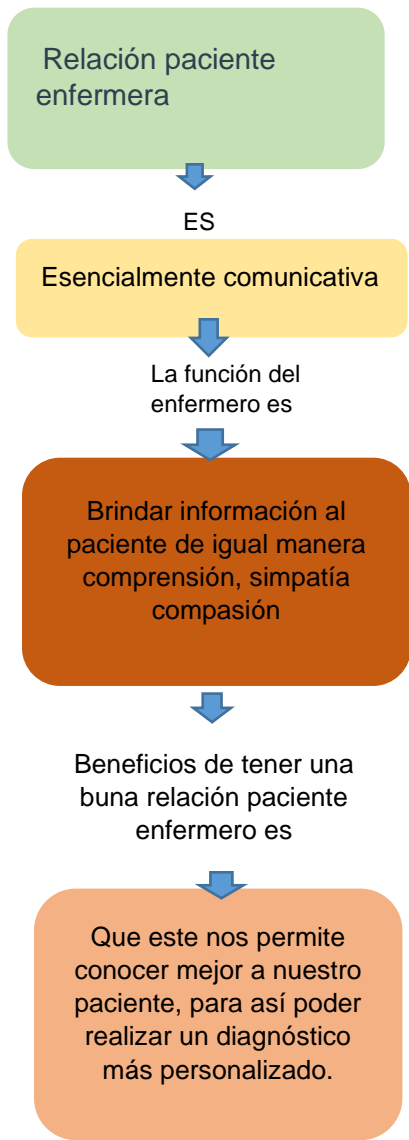 Relación paciente
enfermera
ES
Esencialmente comunicativa
La función del
enfermero es
Brindar información al
paciente de igual manera
comprensión, simpatía
compasión
Beneficios de tener una
buna relación paciente
enfermero es
Que este nos permite
conocer mejor a nuestro
paciente, para así poder
realizar un diagnóstico
más personalizado.